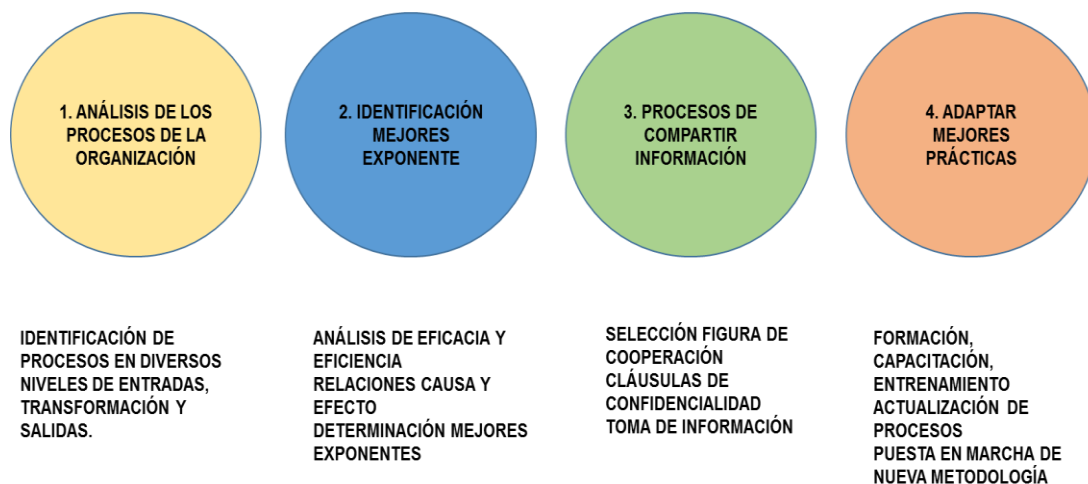 1. ANÁLISIS DE LOS
PROCESOS DE LA
ORGANIZACIÓN
2. IDENTIFICACIÓN
MEJORES
EXPONENTE
3. PROCESOS DE
COMPARTIR
INFORMACIÓN
4. ADAPTAR
MEJORES
PRÁCTICAS
IDENTIFICACIÓN DE
PROCESOS EN DIVERSOS
NIVELES DE ENTRADAS,
TRANSFORMACIÓN Y
SALIDAS.
ANÁLISIS DE EFICACIA Y
EFICIENCIA
RELACIONES CAUSA Y
EFECTO
DETERMINACIÓN MEJORES
EXPONENTES
SELECCIÓN FIGURA DE
COOPERACIÓN
CLÁUSULAS DE
CONFIDENCIALIDAD
TOMA DE INFORMACIÓN
FORMACIÓN,
CAPACITACIÓN,
ENTRENAMIENTO
ACTUALIZACIÓN DE
PROCESOS
PUESTA EN MARCHA DE
NUEVA METODOLOGÍA